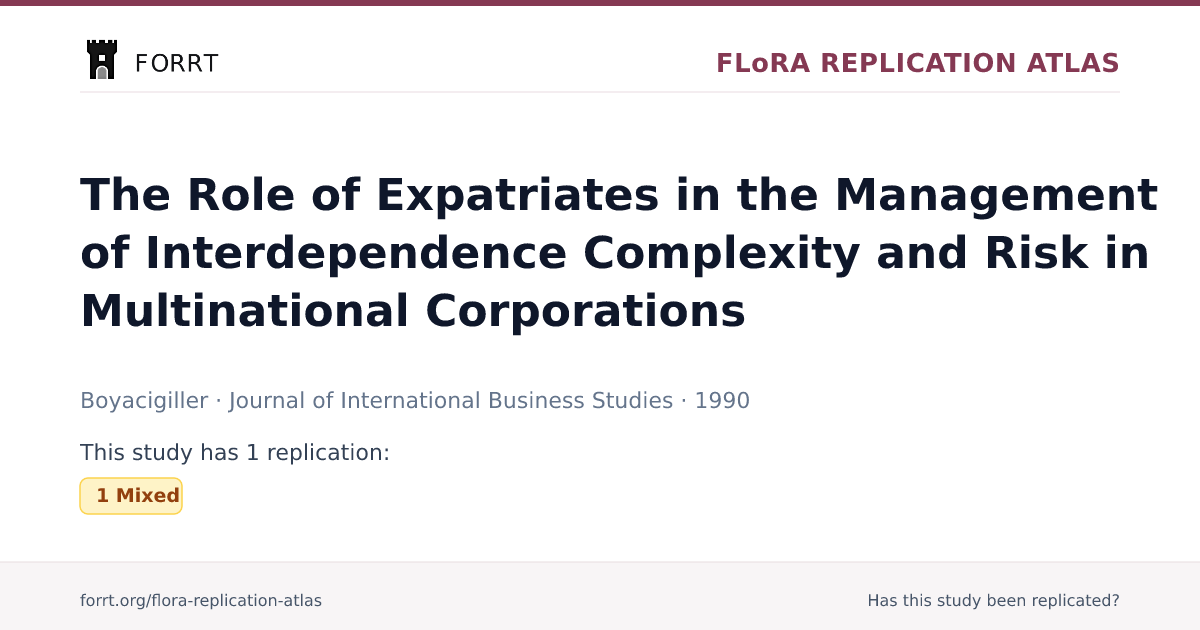 FORRT
FLoRA REPLICATION ATLAS
The Role of Expatriates in the Management
of Interdependence Complexity and Risk in
Multinational Corporations
Boyacigiller · Journal of International Business Studies · 1990
This study has 1 replication:
1 Mixed
forrt.org/flora-replication-atlas
Has this study been replicated?